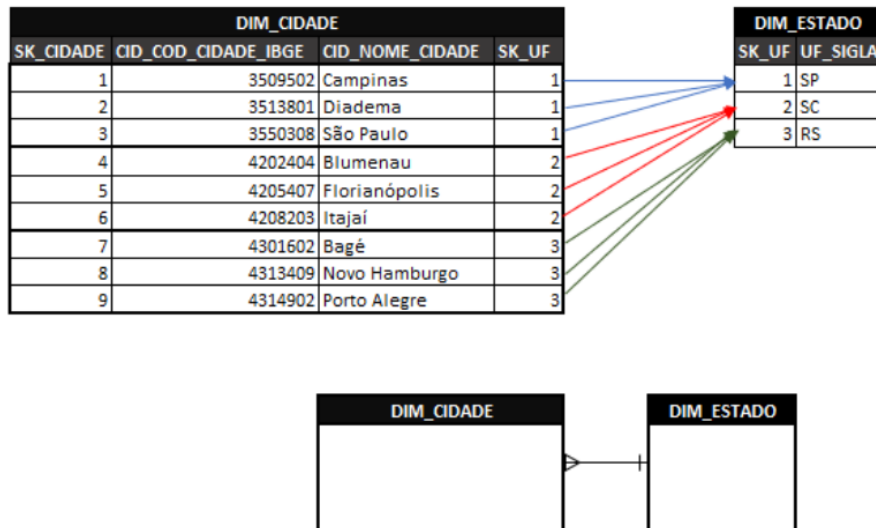 DIM_CIDADE DIM_ESTADO
SK_CIDADE CID_COD_CIDADE_IBGE CID_NOME_CIDADE SK_UF SK_UF UF_SIGLA
1 3509502 Campinas 1 1 SP
2 3513801 Diadema 1 2 SC
3 3550308 São Paulo 1 3 RS
4 4202404 Blumenau 2
5 4205407 Florianópolis 2
6 4208203 Itajaí 2
7 4301602 Bagé 3
8 4313409 Novo Hamburgo 3
9 4314902 Porto Alegre 3
DIM_CIDADE DIM_ESTADO